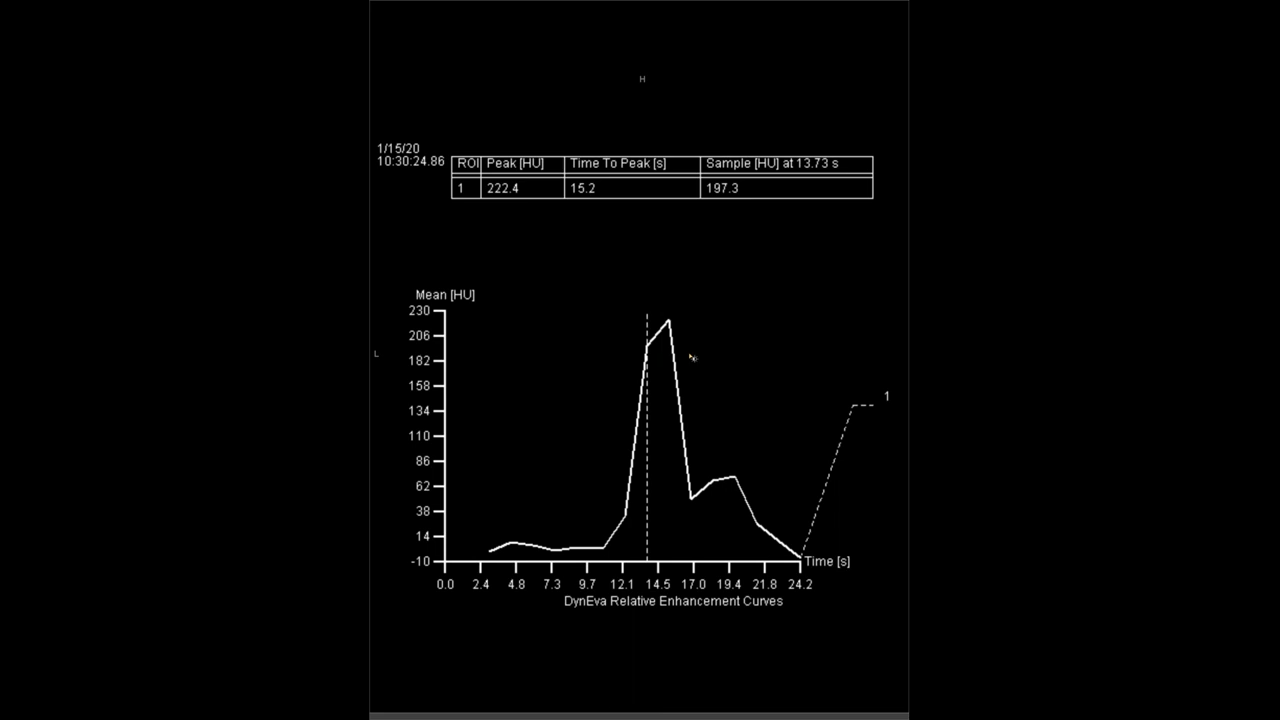 H
1/15/20
10:30:24.86
ROI Peak [HU] Time To Peak [s] Sample [HU] at 13.73 s
1 222.4 15.2 197.3
Mean [HU]
230
206
L
182
158
1
134
110
86
62
38
14
-10
Time [s]
0.0 2.4 4.8 7.3 9.7 12.1 14.5 17.0 19.4 21.8 24.2
DynEva Relative Enhancement Curves